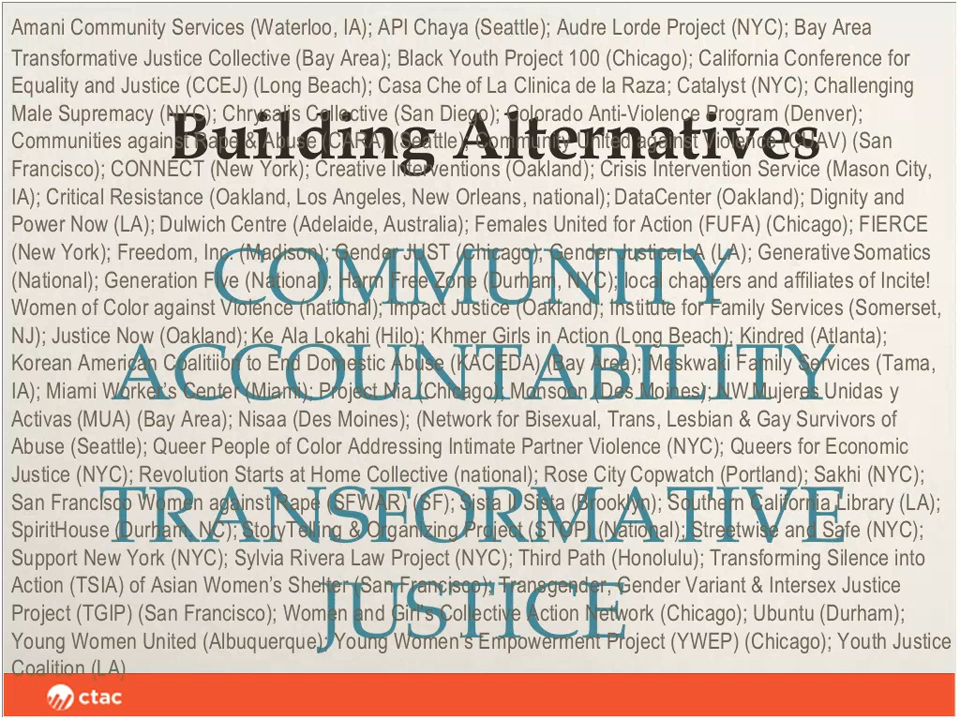 Amani Community Services (Waterloo, IA); API Chaya (Seattle); Audre Lorde Project (NYC); Bay Area
Transformative Justice Collective (Bay Area); Black Youth Project 100 (Chicago); California Conference for
Equality and Justice (CCEJ) (Long Beach); Casa Che of La Clinica de la Raza; Catalyst (NYC); Challenging
Male Supremacy (NYC); Chrysalis Collective (San Diego); Colorado Anti-Violence Program (Denver);
Communities against Rape & Abuse (CARA) (Seattle); Community United against Violence (CUAV) (San
Francisco); CONNECT (New York); Creative Interventions (Oakland); Crisis Intervention Service (Mason City,
IA); Critical Resistance (Oakland, Los Angeles, New Orleans, national); DataCenter (Oakland); Dignity and
Power Now (LA); Dulwich Centre (Adelaide, Australia); Females United for Action (FUFA) (Chicago); FIERCE
(New York); Freedom, Inc. (Madison); Gender JUST (Chicago); Gender Justice LA (LA); Generative Somatics
(National); Generation Five (National); Harm Free Zone (Durham, NYC); local chapters and affiliates of Incite!
Women of Color against Violence (national); Impact Justice (Oakland); Institute for Family Services (Somerset,
NJ); Justice Now (Oakland); Ke Ala Lokahi (Hilo); Khmer Girls in Action (Long Beach); Kindred (Atlanta);
Korean American Coalition to End Domestic Abuse (KACEDA) (Bay Area); Meskwaki Family Services (Tama,
IA); Miami Worker's Center (Miami); Project Nia (Chicago); Monsoon (Des Moines); NW Mujeres Unidas y
Activas (MUA) (Bay Area); Nisaa (Des Moines); (Network for Bisexual, Trans, Lesbian & Gay Survivors of
Abuse (Seattle); Queer People of Color Addressing Intimate Partner Violence (NYC); Queers for Economic
Justice (NYC); Revolution Starts at Home Collective (national); Rose City Copwatch (Portland); Sakhi (NYC);
San Francisco Women against Rape (SFWAR) (SF); Sista II Sista (Brooklyn); Southern California Library (LA);
SpiritHouse (Durham, NC); StoryTelling & Organizing Project (STOP) (National); Streetwise and Safe (NYC);
Support New York (NYC); Sylvia Rivera Law Project (NYC); Third Path (Honolulu); Transforming Silence into
Action (TSIA) of Asian Women's Shelter (San Francisco); Transgender, Gender Variant & Intersex Justice
Project (TGIP) (San Francisco); Women and Girl's Collective Action Network (Chicago); Ubuntu (Durham);
Young Women United (Albuquerque); Young Women's Empowerment Project (YWEP) (Chicago); Youth Justice
Coalition (LA)
Building Alternatives
COMMUNITY
ACCOUNTABILITY
TRANSFORMATIVE
JUSTICE
ctac